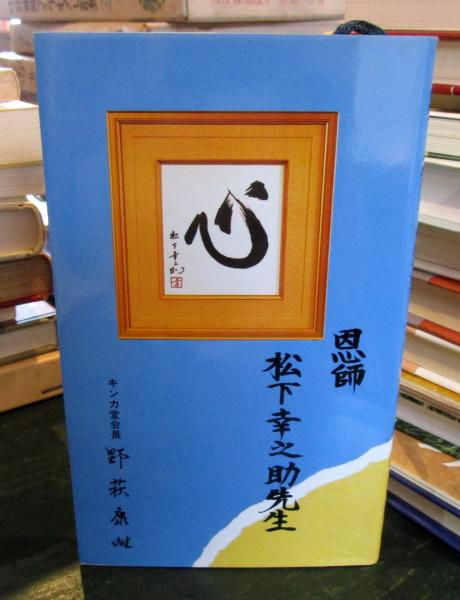 恩師
松下幸之助先生
心
松下幸之助
キンカ堂会長
野萩康雄